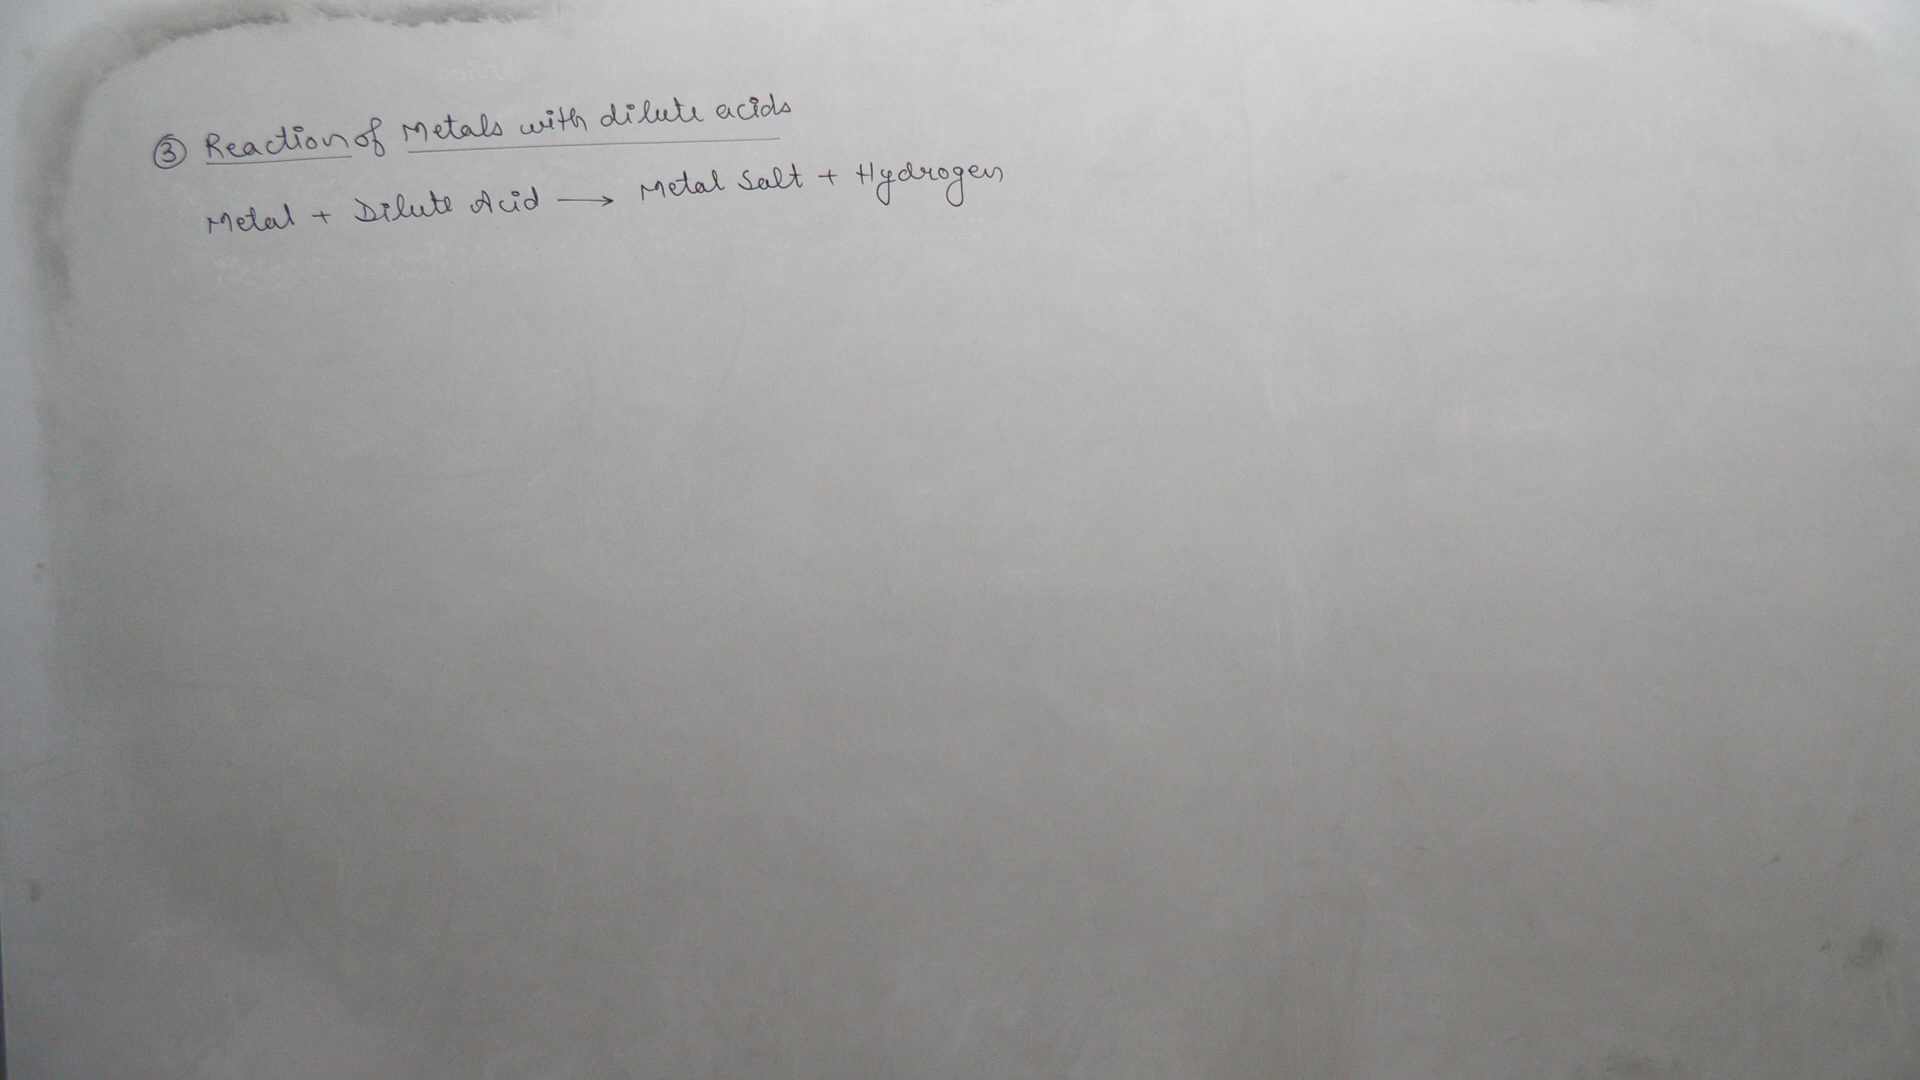 ③ Reaction of Metals with dilute acids
Metal + Dilute Acid ⟶ Metal Salt + Hydrogen